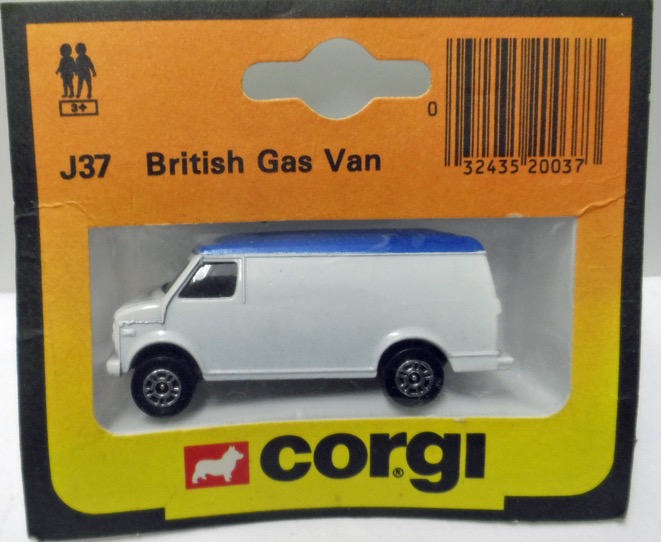 3+
J37 British Gas Van
0
32435 20037
corgi®